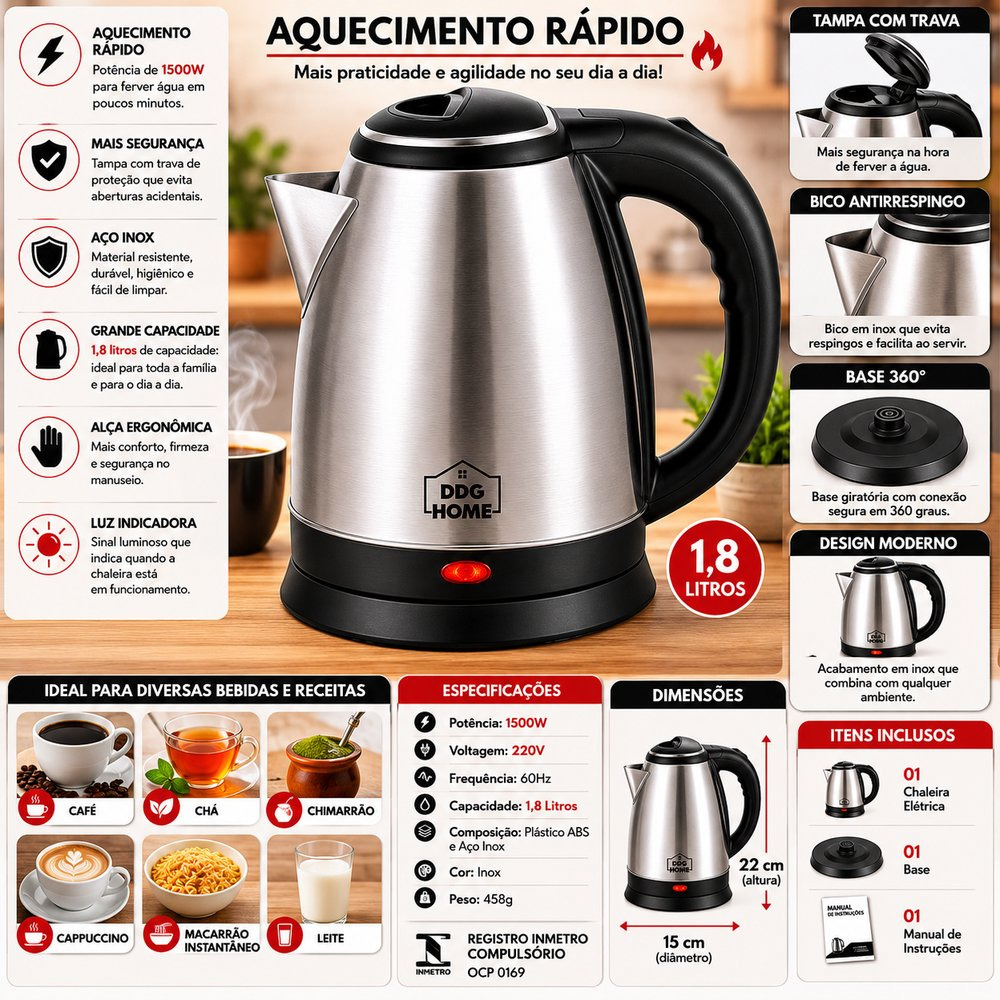 AQUECIMENTO RÁPIDO
Mais praticidade e agilidade no seu dia a dia!
AQUECIMENTO
RÁPIDO
Potência de 1500W
para ferver água em
poucos minutos.
MAIS SEGURANÇA
Tampa com trava de
proteção que evita
aberturas acidentais.
AÇO INOX
Material resistente,
durável, higiênico e
fácil de limpar.
GRANDE CAPACIDADE
1,8 litros de capacidade:
ideal para toda a família
e para o dia a dia.
ALÇA ERGONÔMICA
Mais conforto, firmeza
e segurança no
manuseio.
LUZ INDICADORA
Sinal luminoso que
indica quando a
chaleira está
em funcionamento.
DDG
HOME
1,8
LITROS
TAMPA COM TRAVA
Mais segurança na hora
de ferver a água.
BICO ANTIRRESPINGO
Bico em inox que evita
respingos e facilita ao servir.
BASE 360°
Base giratória com conexão
segura em 360 graus.
DESIGN MODERNO
DDG
HOME
Acabamento em inox que
combina com qualquer
ambiente.
IDEAL PARA DIVERSAS BEBIDAS E RECEITAS
CAFÉ
CHÁ
CHIMARRÃO
CAPPUCCINO
MACARRÃO
INSTANTÂNEO
LEITE
ESPECIFICAÇÕES
Potência: 1500W
Voltagem: 220V
Frequência: 60Hz
Capacidade: 1,8 Litros
Composição: Plástico ABS
e Aço Inox
Cor: Inox
Peso: 458g
INMETRO
REGISTRO INMETRO
COMPULSÓRIO
OCP 0169
DIMENSÕES
DDG
HOME
22 cm
(altura)
15 cm
(diâmetro)
ITENS INCLUSOS
01
Chaleira
Elétrica
01
Base
MANUAL
DE INSTRUÇÕES
01
Manual de
Instruções